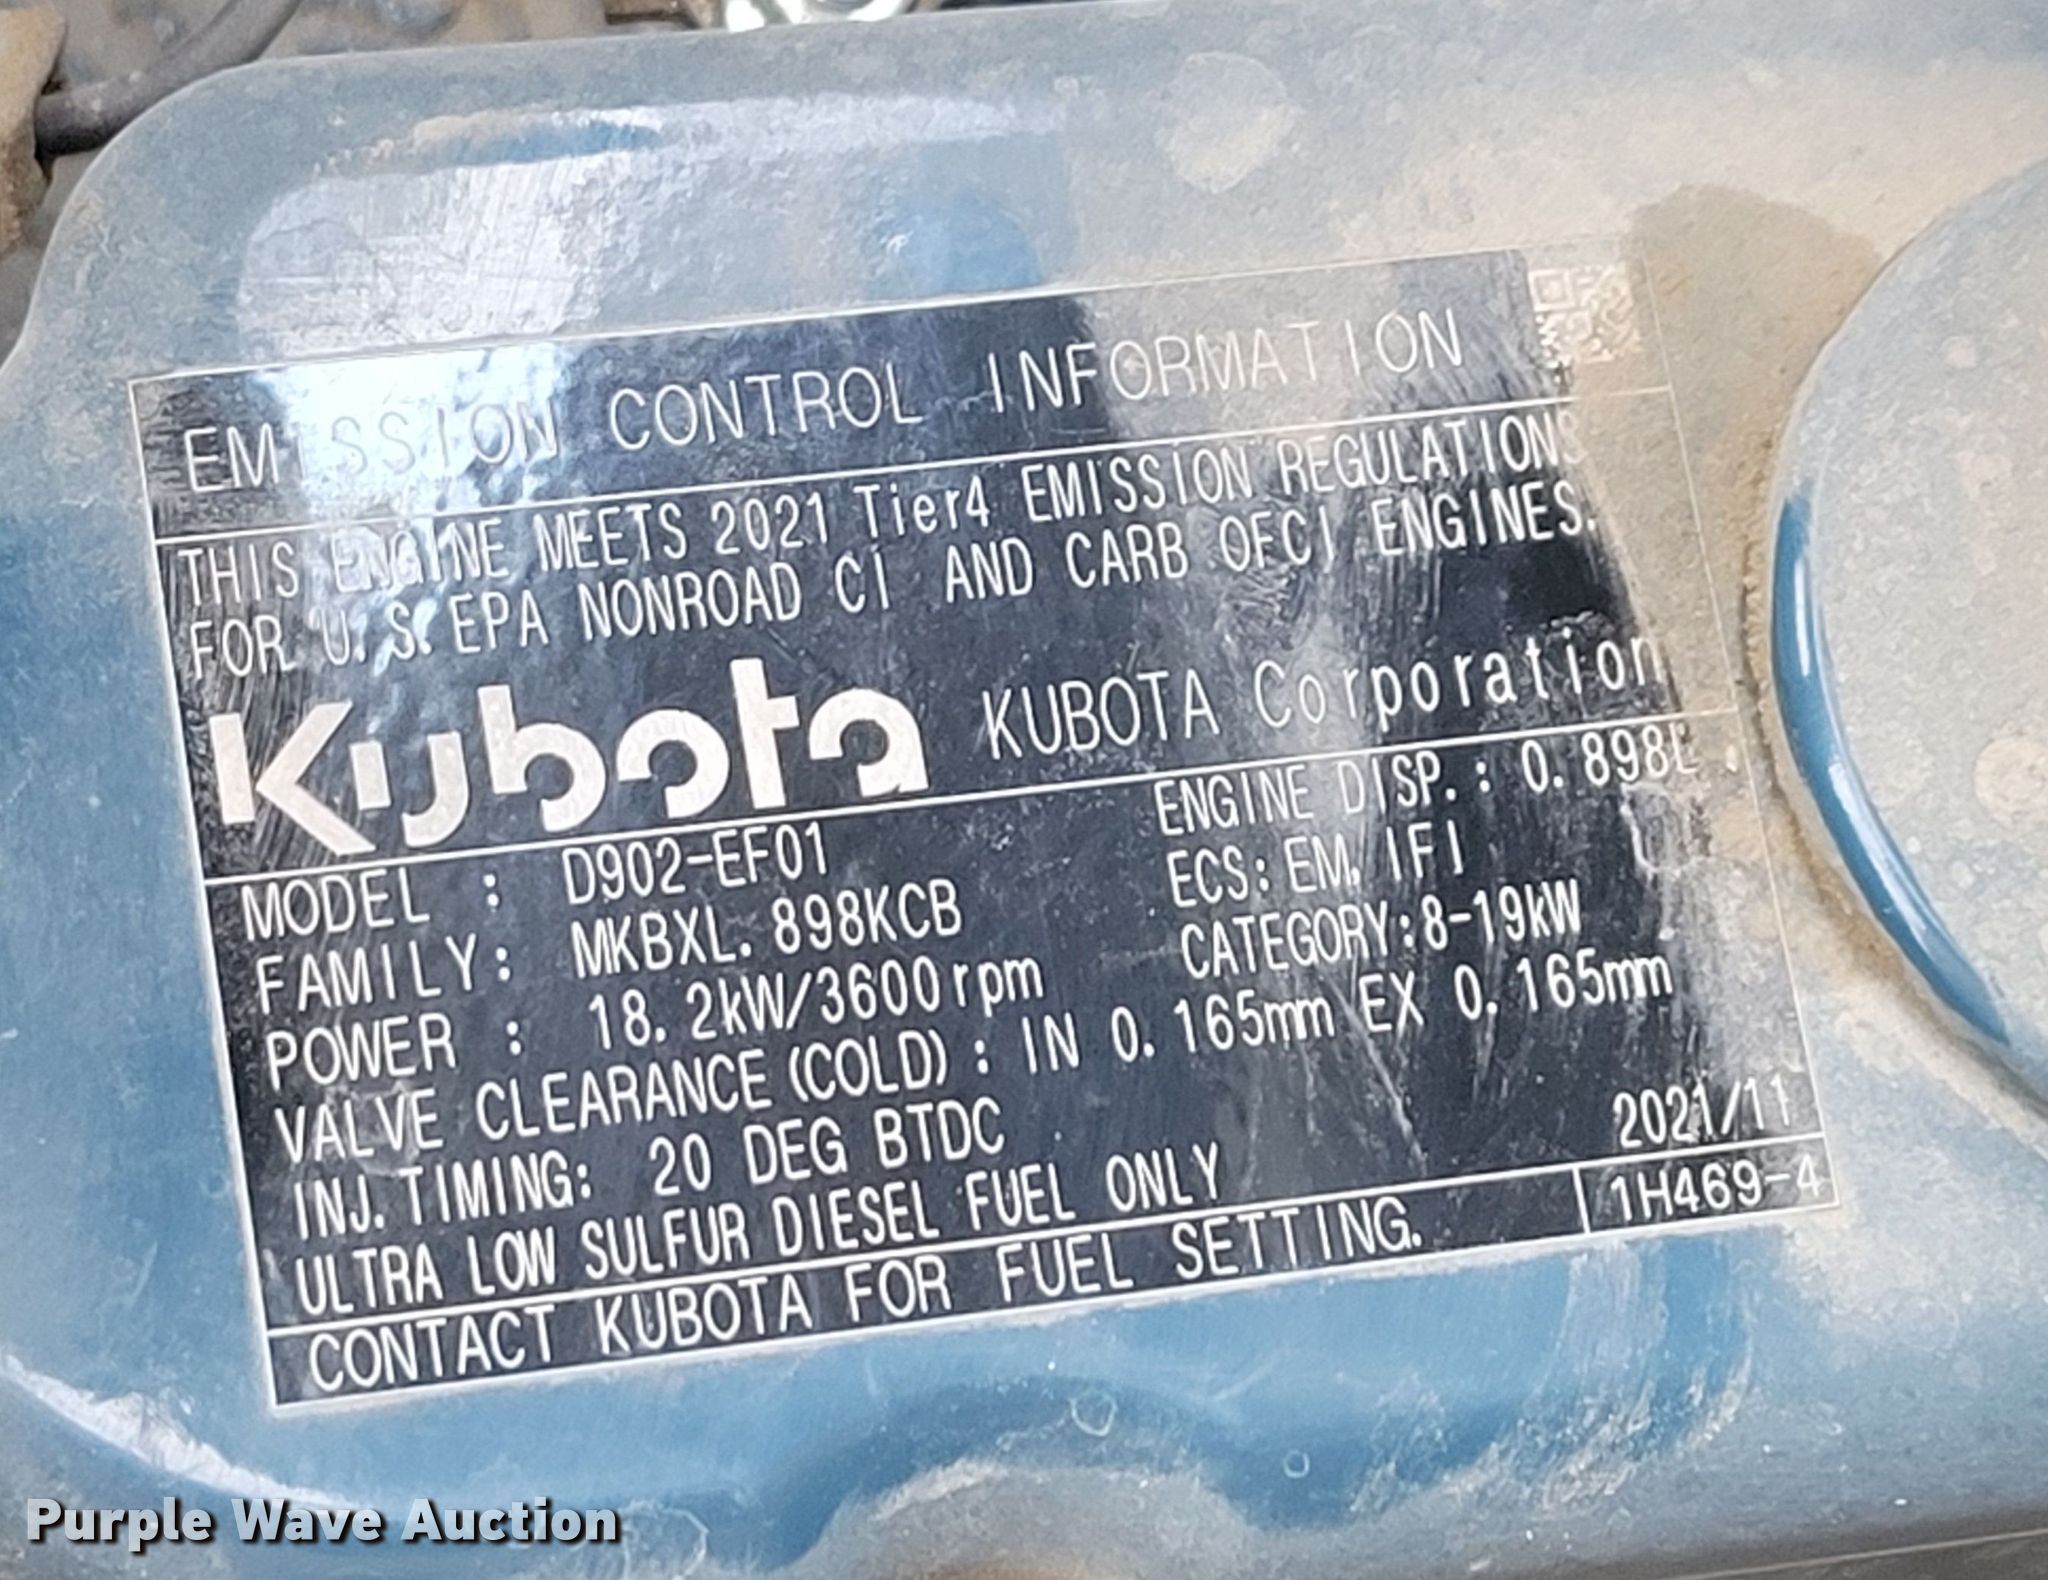 EMISSION CONTROL INFORMATION
THIS ENGINE MEETS 2021 Tier4 EMISSION REGULATIONS
FOR U.S. EPA NONROAD CI AND CARB OFCI ENGINES.
Kubota KUBOTA Corporation
MODEL : D902-EF01 ENGINE DISP. : 0.898L
FAMILY: MKBXL.898KCB ECS: EM, IFI
POWER : 18.2kW/3600rpm CATEGORY:8-19kW
VALVE CLEARANCE (COLD) : IN 0.165mm EX 0.165mm
INJ. TIMING: 20 DEG BTDC 2021/11
ULTRA LOW SULFUR DIESEL FUEL ONLY
CONTACT KUBOTA FOR FUEL SETTING. 1H469-4
Purple Wave Auction